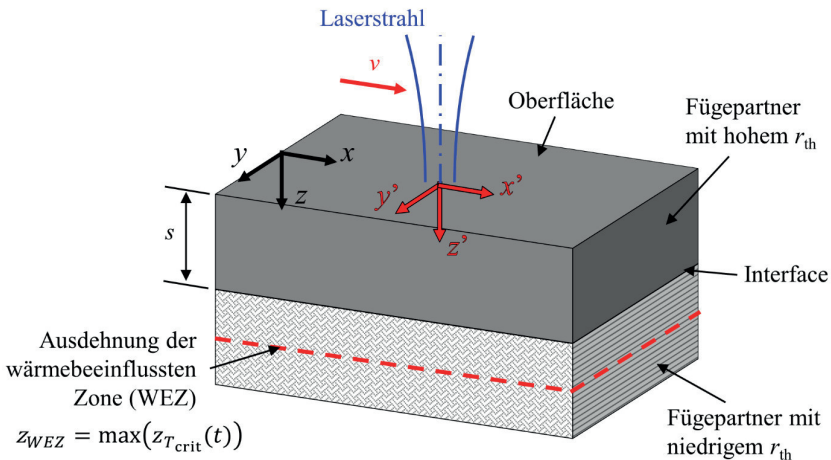 Laserstrahl
v
Oberfläche
Fügepartner
mit hohem r_th
y
x
z
y'
x'
z'
s
Interface
Ausdehnung der
wärmebeeinflussten
Zone (WEZ)
z_WEZ = max(z_T_crit(t))
Fügepartner mit
niedrigem r_th